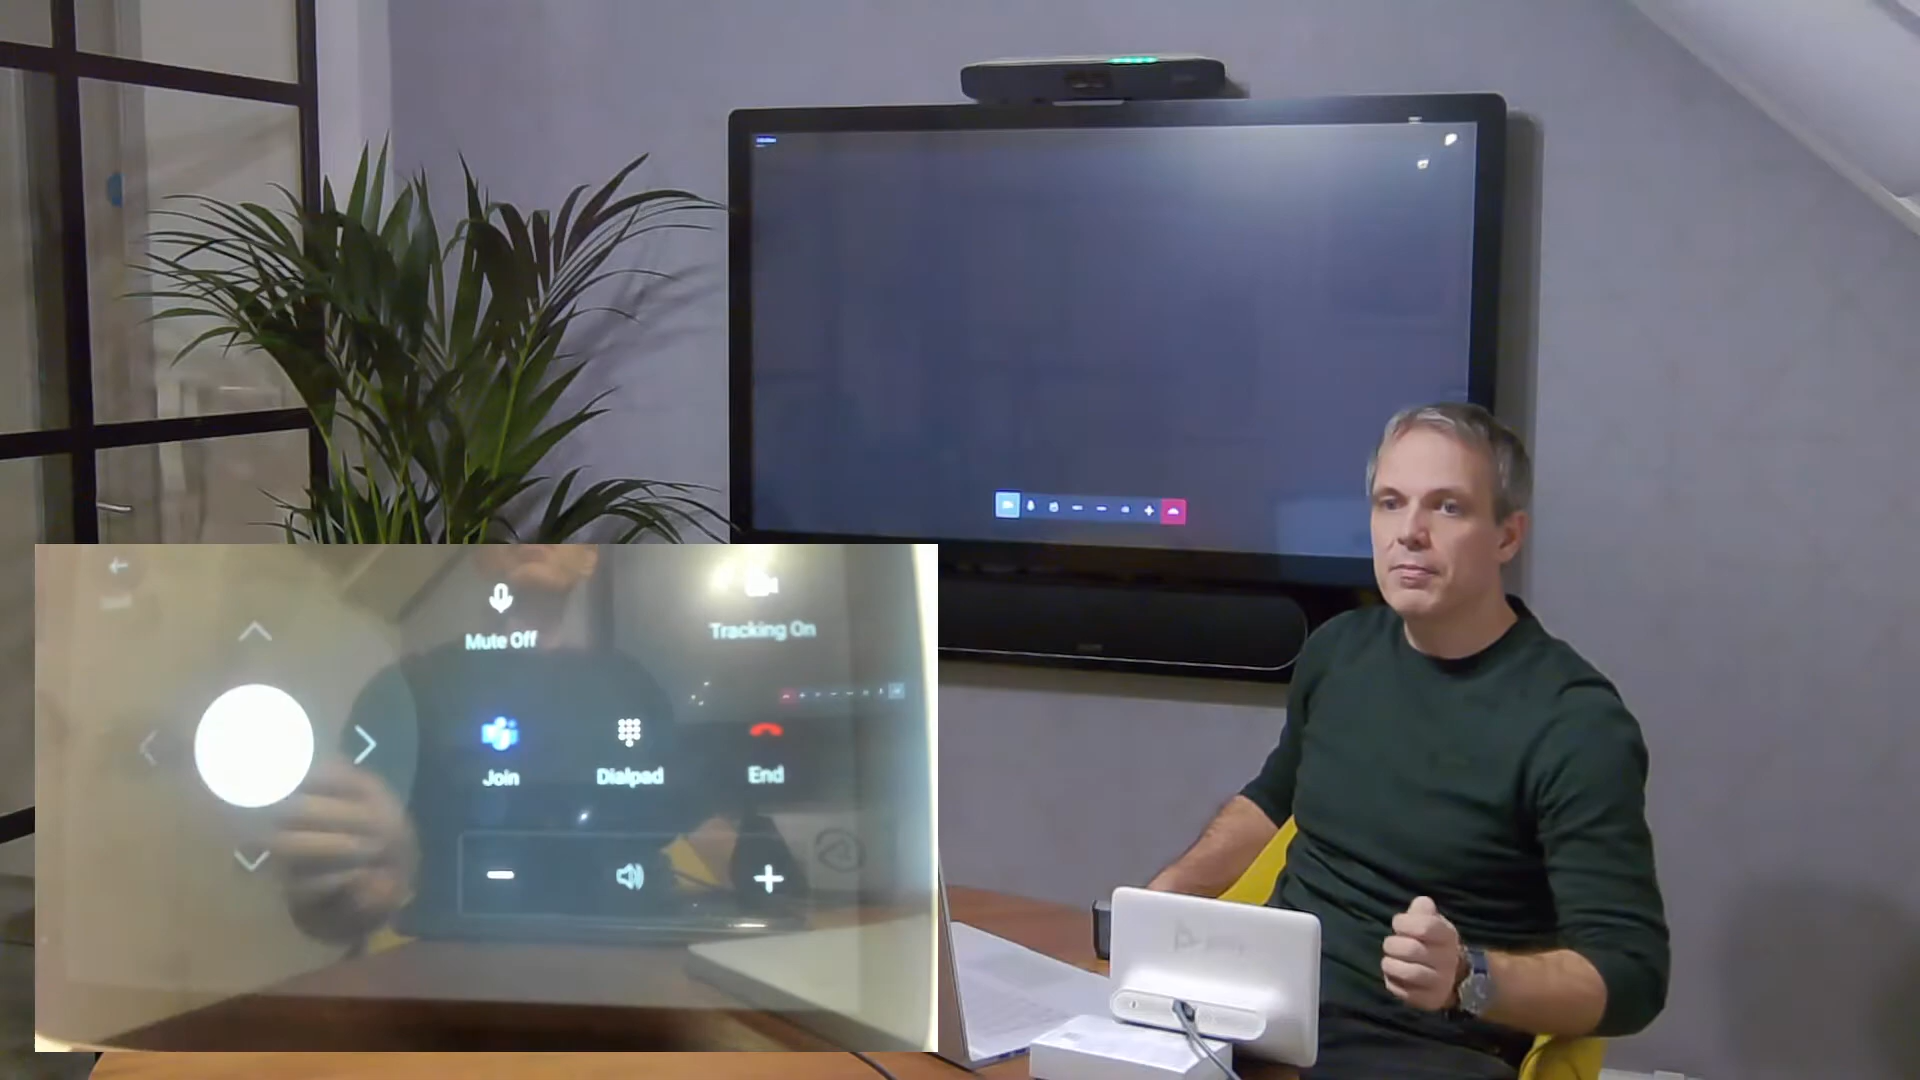 Mute Off
Tracking On
Join
Dialpad
End